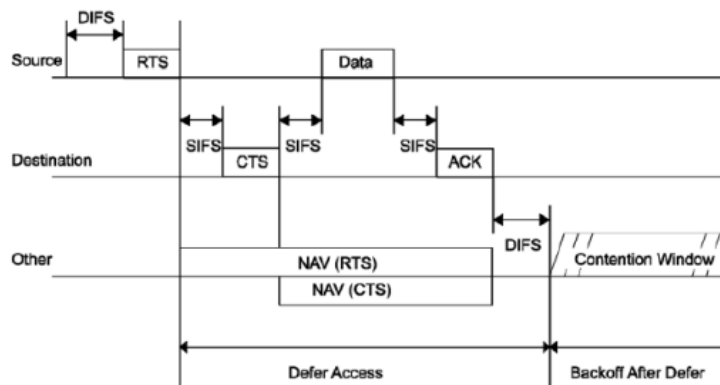 DIFS
Source
RTS
Data
SIFS
SIFS
SIFS
Destination
CTS
ACK
DIFS
Other
NAV (RTS)
Contention Window
NAV (CTS)
Defer Access
Backoff After Defer